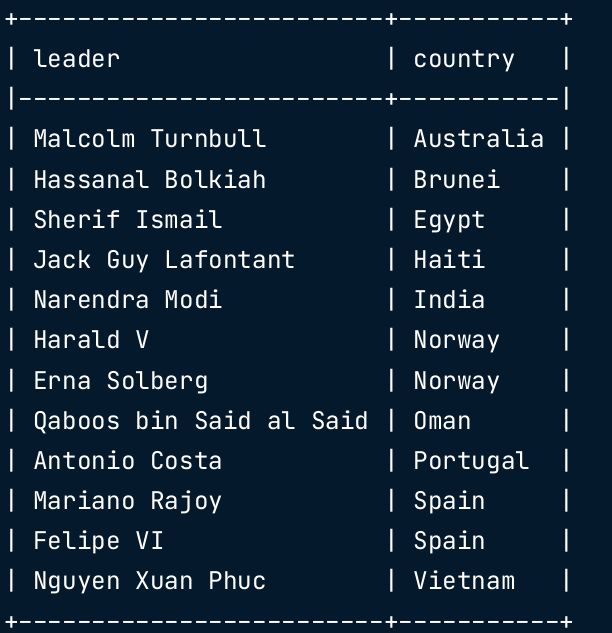 +-------------------------+-----------+
| leader                  | country   |
|-------------------------+-----------|
| Malcolm Turnbull        | Australia |
| Hassanal Bolkiah        | Brunei    |
| Sherif Ismail           | Egypt     |
| Jack Guy Lafontant      | Haiti     |
| Narendra Modi           | India     |
| Harald V                | Norway    |
| Erna Solberg            | Norway    |
| Qaboos bin Said al Said | Oman      |
| Antonio Costa           | Portugal  |
| Mariano Rajoy           | Spain     |
| Felipe VI               | Spain     |
| Nguyen Xuan Phuc        | Vietnam   |
+-------------------------+-----------+